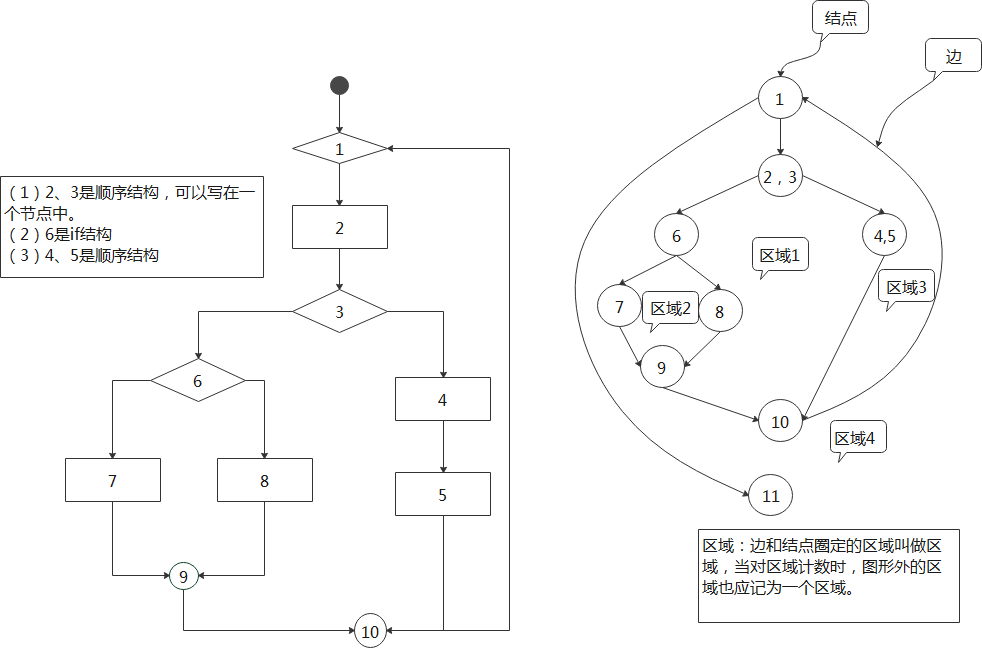 1
2
3
6
4
7
8
5
9
10
（1）2、3是顺序结构，可以写在一
个节点中。
（2）6是if结构
（3）4、5是顺序结构
结点
边
1
2，3
6
4,5
区域1
区域3
7
区域2
8
9
10
区域4
11
区域：边和结点圈定的区域叫做区
域，当对区域计数时，图形外的区
域也应记为一个区域。